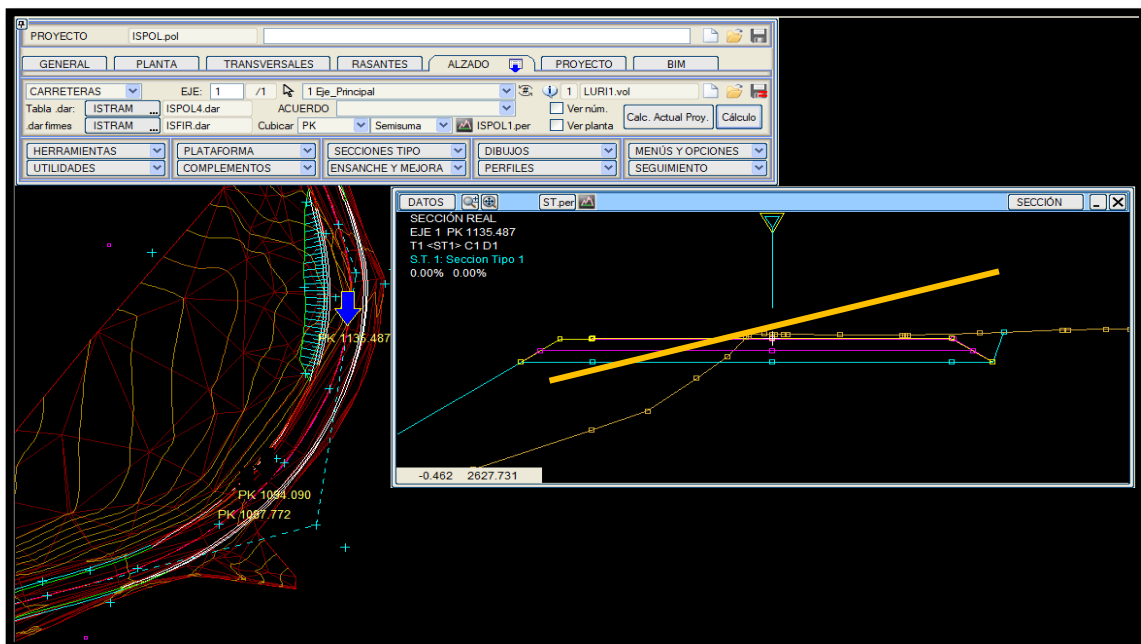 PROYECTO ISPOL.pol
GENERAL PLANTA TRANSVERSALES RASANTES ALZADO PROYECTO BIM
CARRETERAS EJE: 1 /1 1 Eje_Principal 1 LURI1.vol
Tabla .dar: ISTRAM ... ISPOL4.dar ACUERDO Ver núm. Calc. Actual Proy. Cálculo
.dar firmes ISTRAM ... ISFIR.dar Cubicar PK Semisuma ISPOL1.per Ver planta
HERRAMIENTAS PLATAFORMA SECCIONES TIPO DIBUJOS MENÚS Y OPCIONES
UTILIDADES COMPLEMENTOS ENSANCHE Y MEJORA PERFILES SEGUIMIENTO
DATOS ST.per SECCIÓN
SECCIÓN REAL
EJE 1 PK 1135.487
T1 <ST1> C1 D1
S.T. 1: Seccion Tipo 1
0.00% 0.00%
PK 1135.487
-0.462 2627.731
PK 1094.090
PK 1087.772